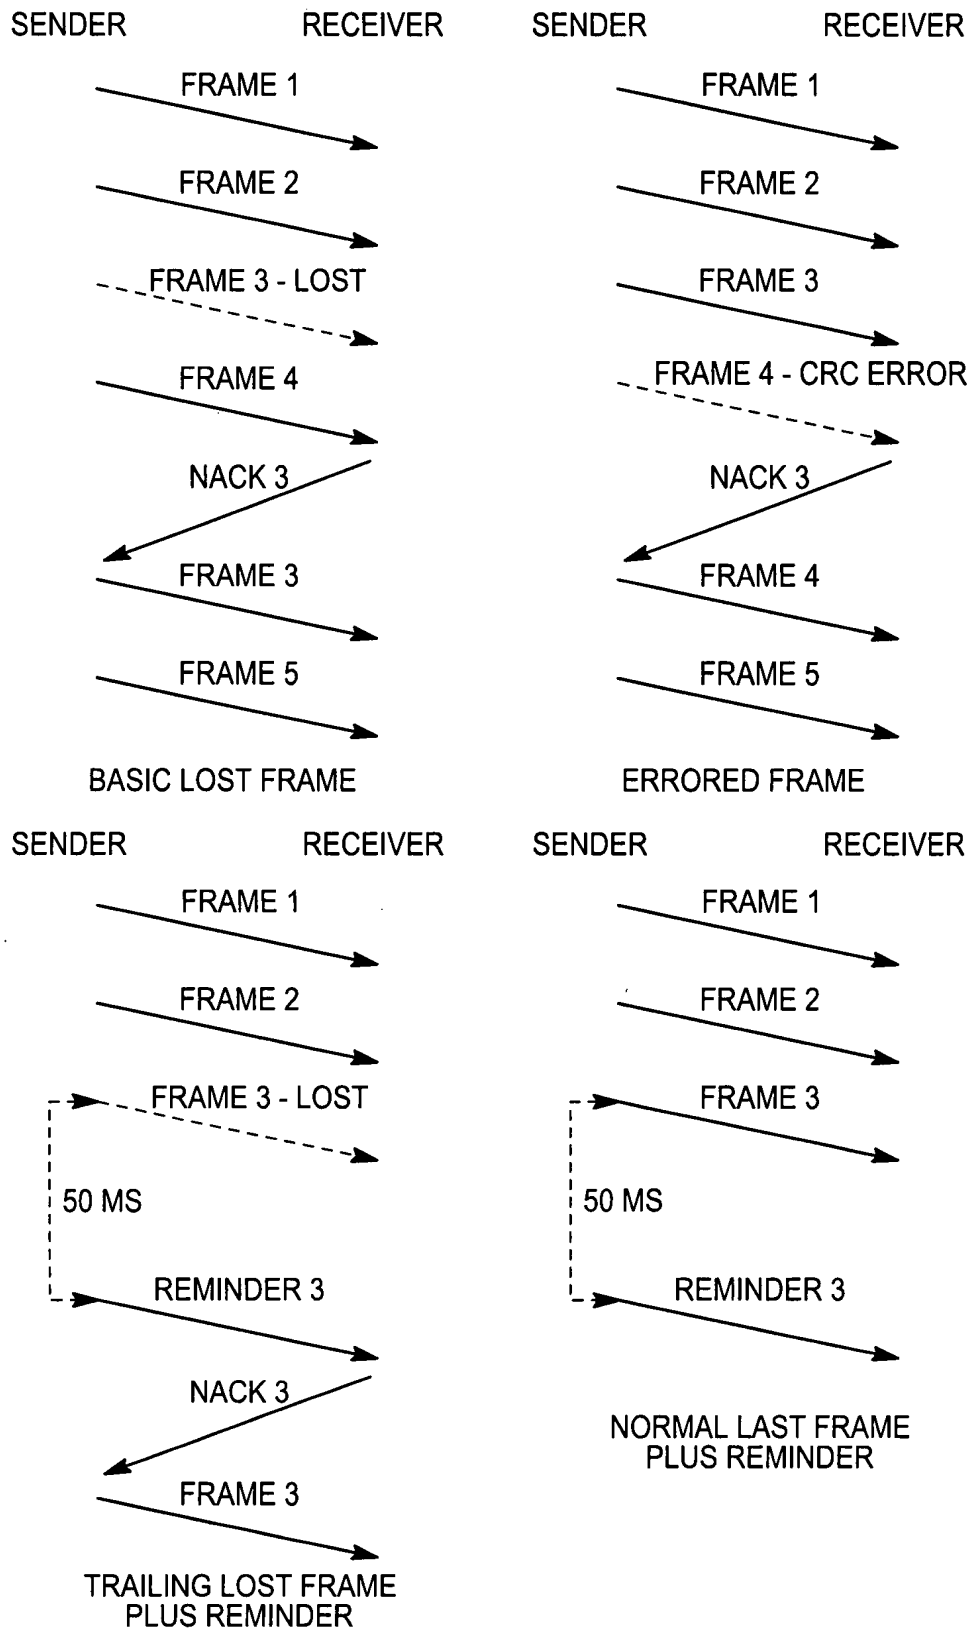 SENDER RECEIVER
FRAME 1
FRAME 2
FRAME 3 - LOST
FRAME 4
NACK 3
FRAME 3
FRAME 5
BASIC LOST FRAME
SENDER RECEIVER
FRAME 1
FRAME 2
FRAME 3
FRAME 4 - CRC ERROR
NACK 3
FRAME 4
FRAME 5
ERRORED FRAME
SENDER RECEIVER
FRAME 1
FRAME 2
FRAME 3 - LOST
50 MS
REMINDER 3
NACK 3
FRAME 3
TRAILING LOST FRAME
PLUS REMINDER
SENDER RECEIVER
FRAME 1
FRAME 2
FRAME 3
50 MS
REMINDER 3
NORMAL LAST FRAME
PLUS REMINDER